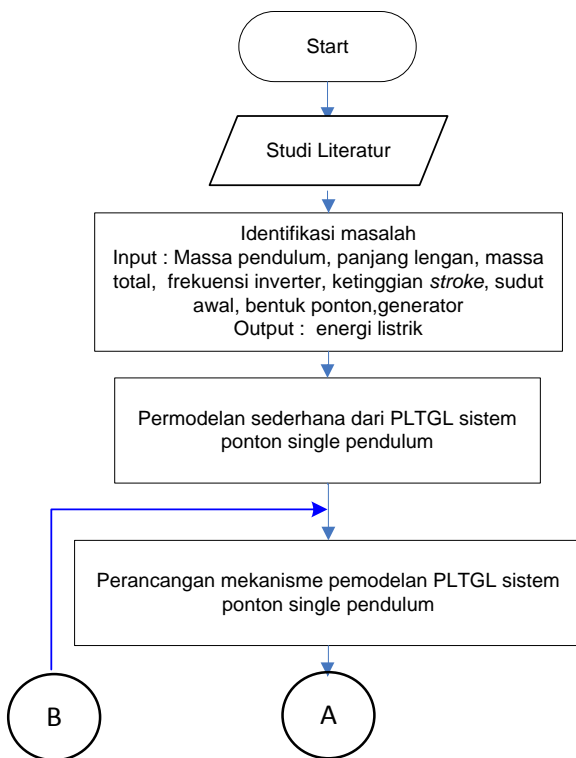 Start
Studi Literatur
Identifikasi masalah
Input : Massa pendulum, panjang lengan, massa
total, frekuensi inverter, ketinggian stroke, sudut
awal, bentuk ponton,generator
Output : energi listrik
Permodelan sederhana dari PLTGL sistem
ponton single pendulum
Perancangan mekanisme pemodelan PLTGL sistem
ponton single pendulum
B
A